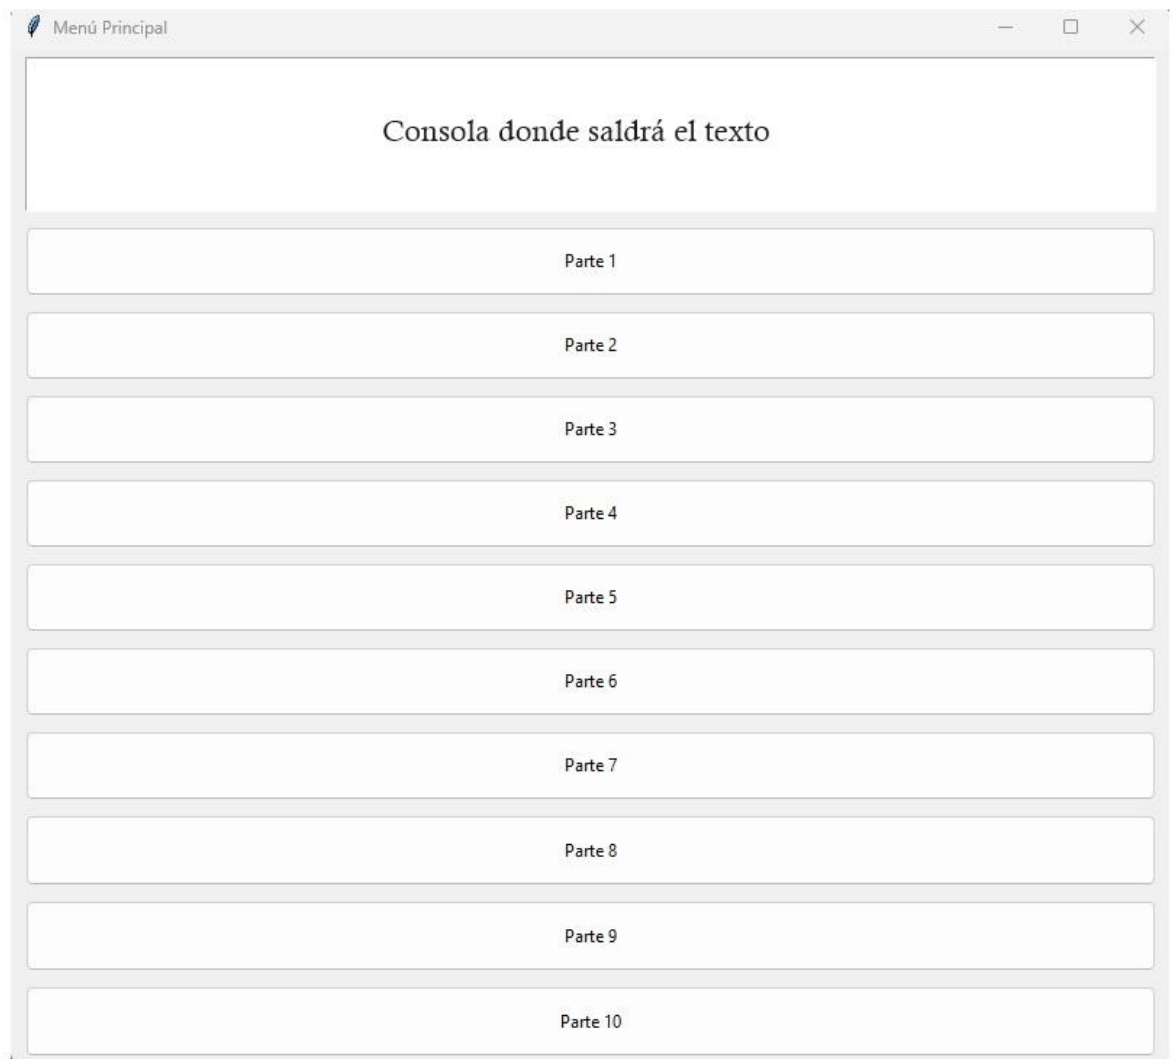 Menú Principal
Consola donde saldrá el texto
Parte 1
Parte 2
Parte 3
Parte 4
Parte 5
Parte 6
Parte 7
Parte 8
Parte 9
Parte 10